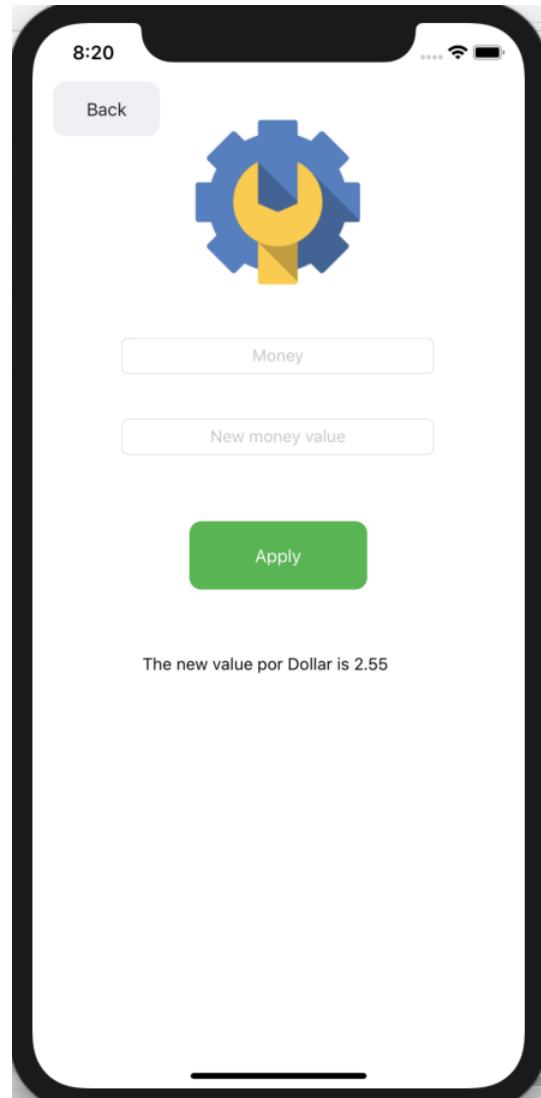 8:20
Back
Money
New money value
Apply
The new value por Dollar is 2.55